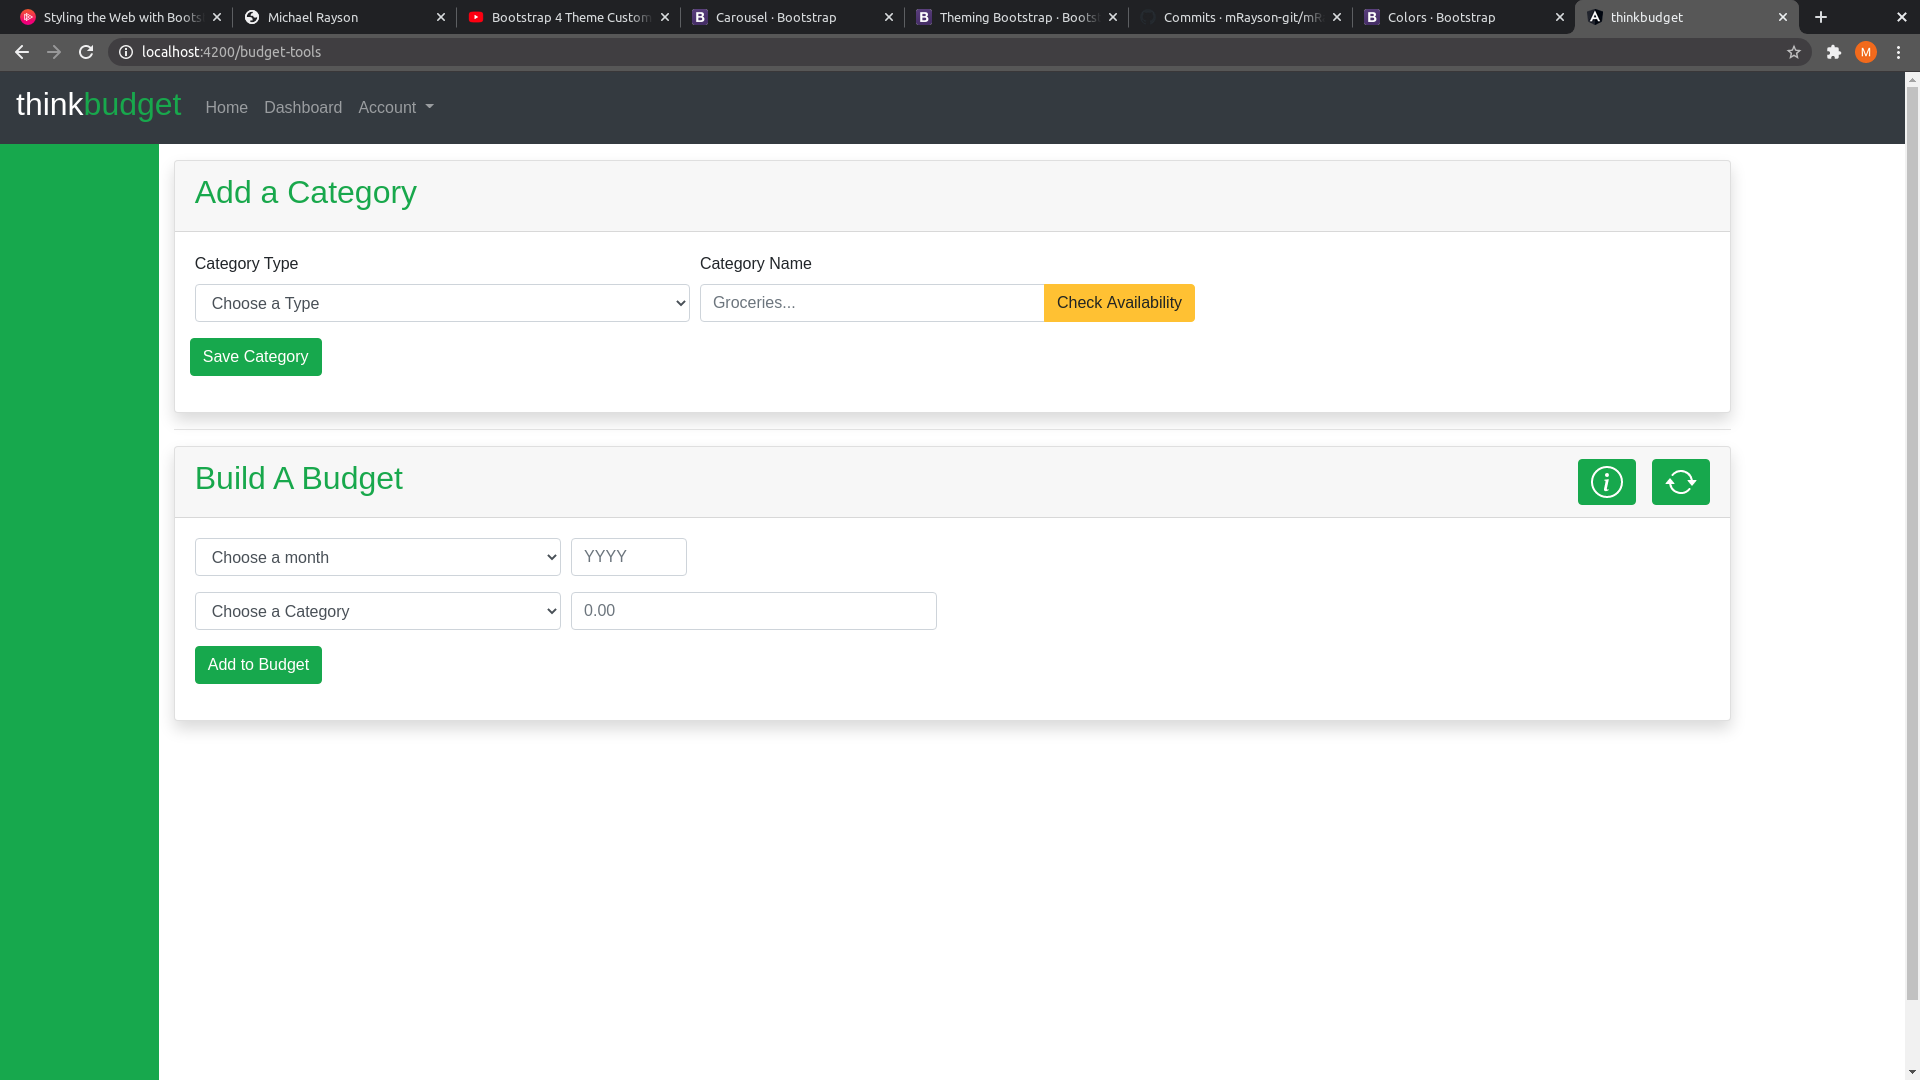 Styling the Web with Boots
Michael Rayson
Bootstrap 4 Theme Custom
Carousel · Bootstrap
Theming Bootstrap · Boots
Commits · mRayson-git/mR
Colors · Bootstrap
thinkbudget
localhost:4200/budget-tools
M
thinkbudget
Home
Dashboard
Account
Add a Category
Category Type
Category Name
Choose a Type
Groceries...
Check Availability
Save Category
Build A Budget
Choose a month
YYYY
Choose a Category
0.00
Add to Budget